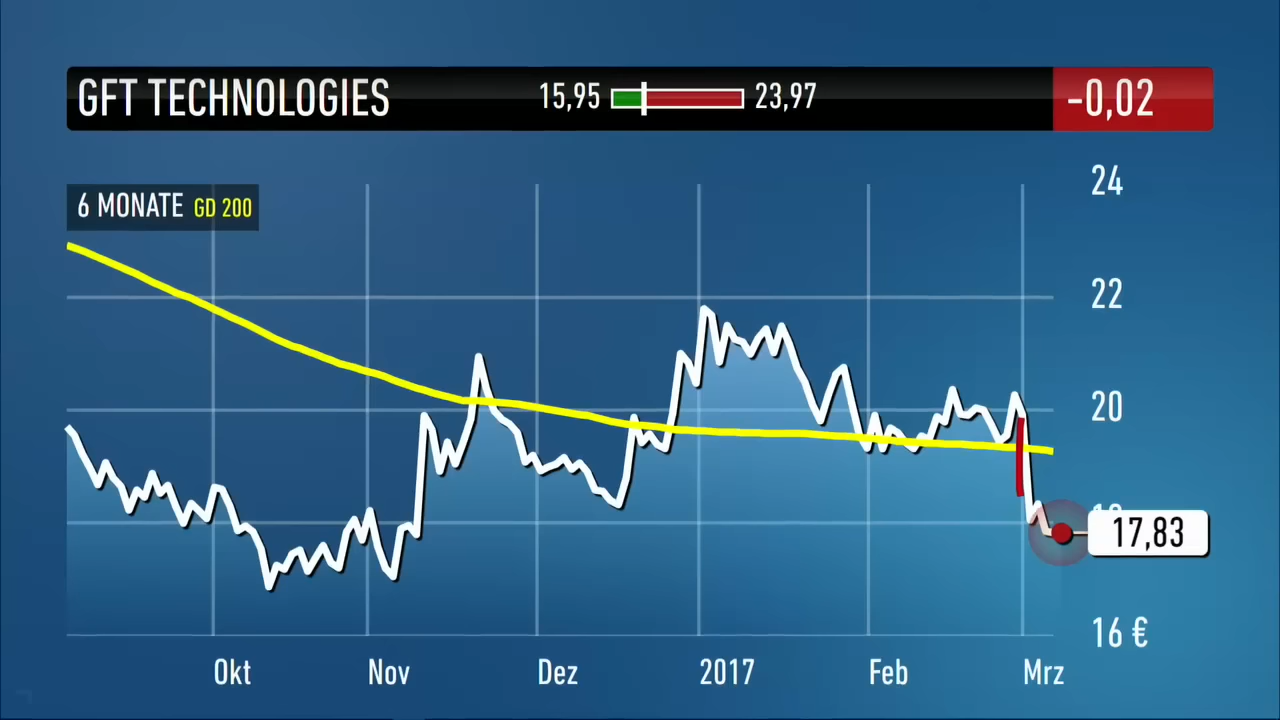 GFT TECHNOLOGIES 15,95 23,97 -0,02
6 MONATE GD 200
24
22
20
17,83
16 €
Okt Nov Dez 2017 Feb Mrz